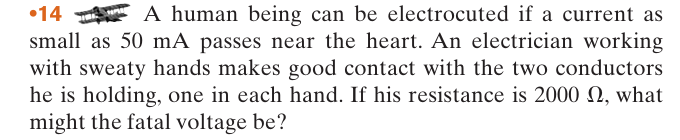 •14 A human being can be electrocuted if a current as
small as 50 mA passes near the heart. An electrician working
with sweaty hands makes good contact with the two conductors
he is holding, one in each hand. If his resistance is 2000 Ω, what
might the fatal voltage be?